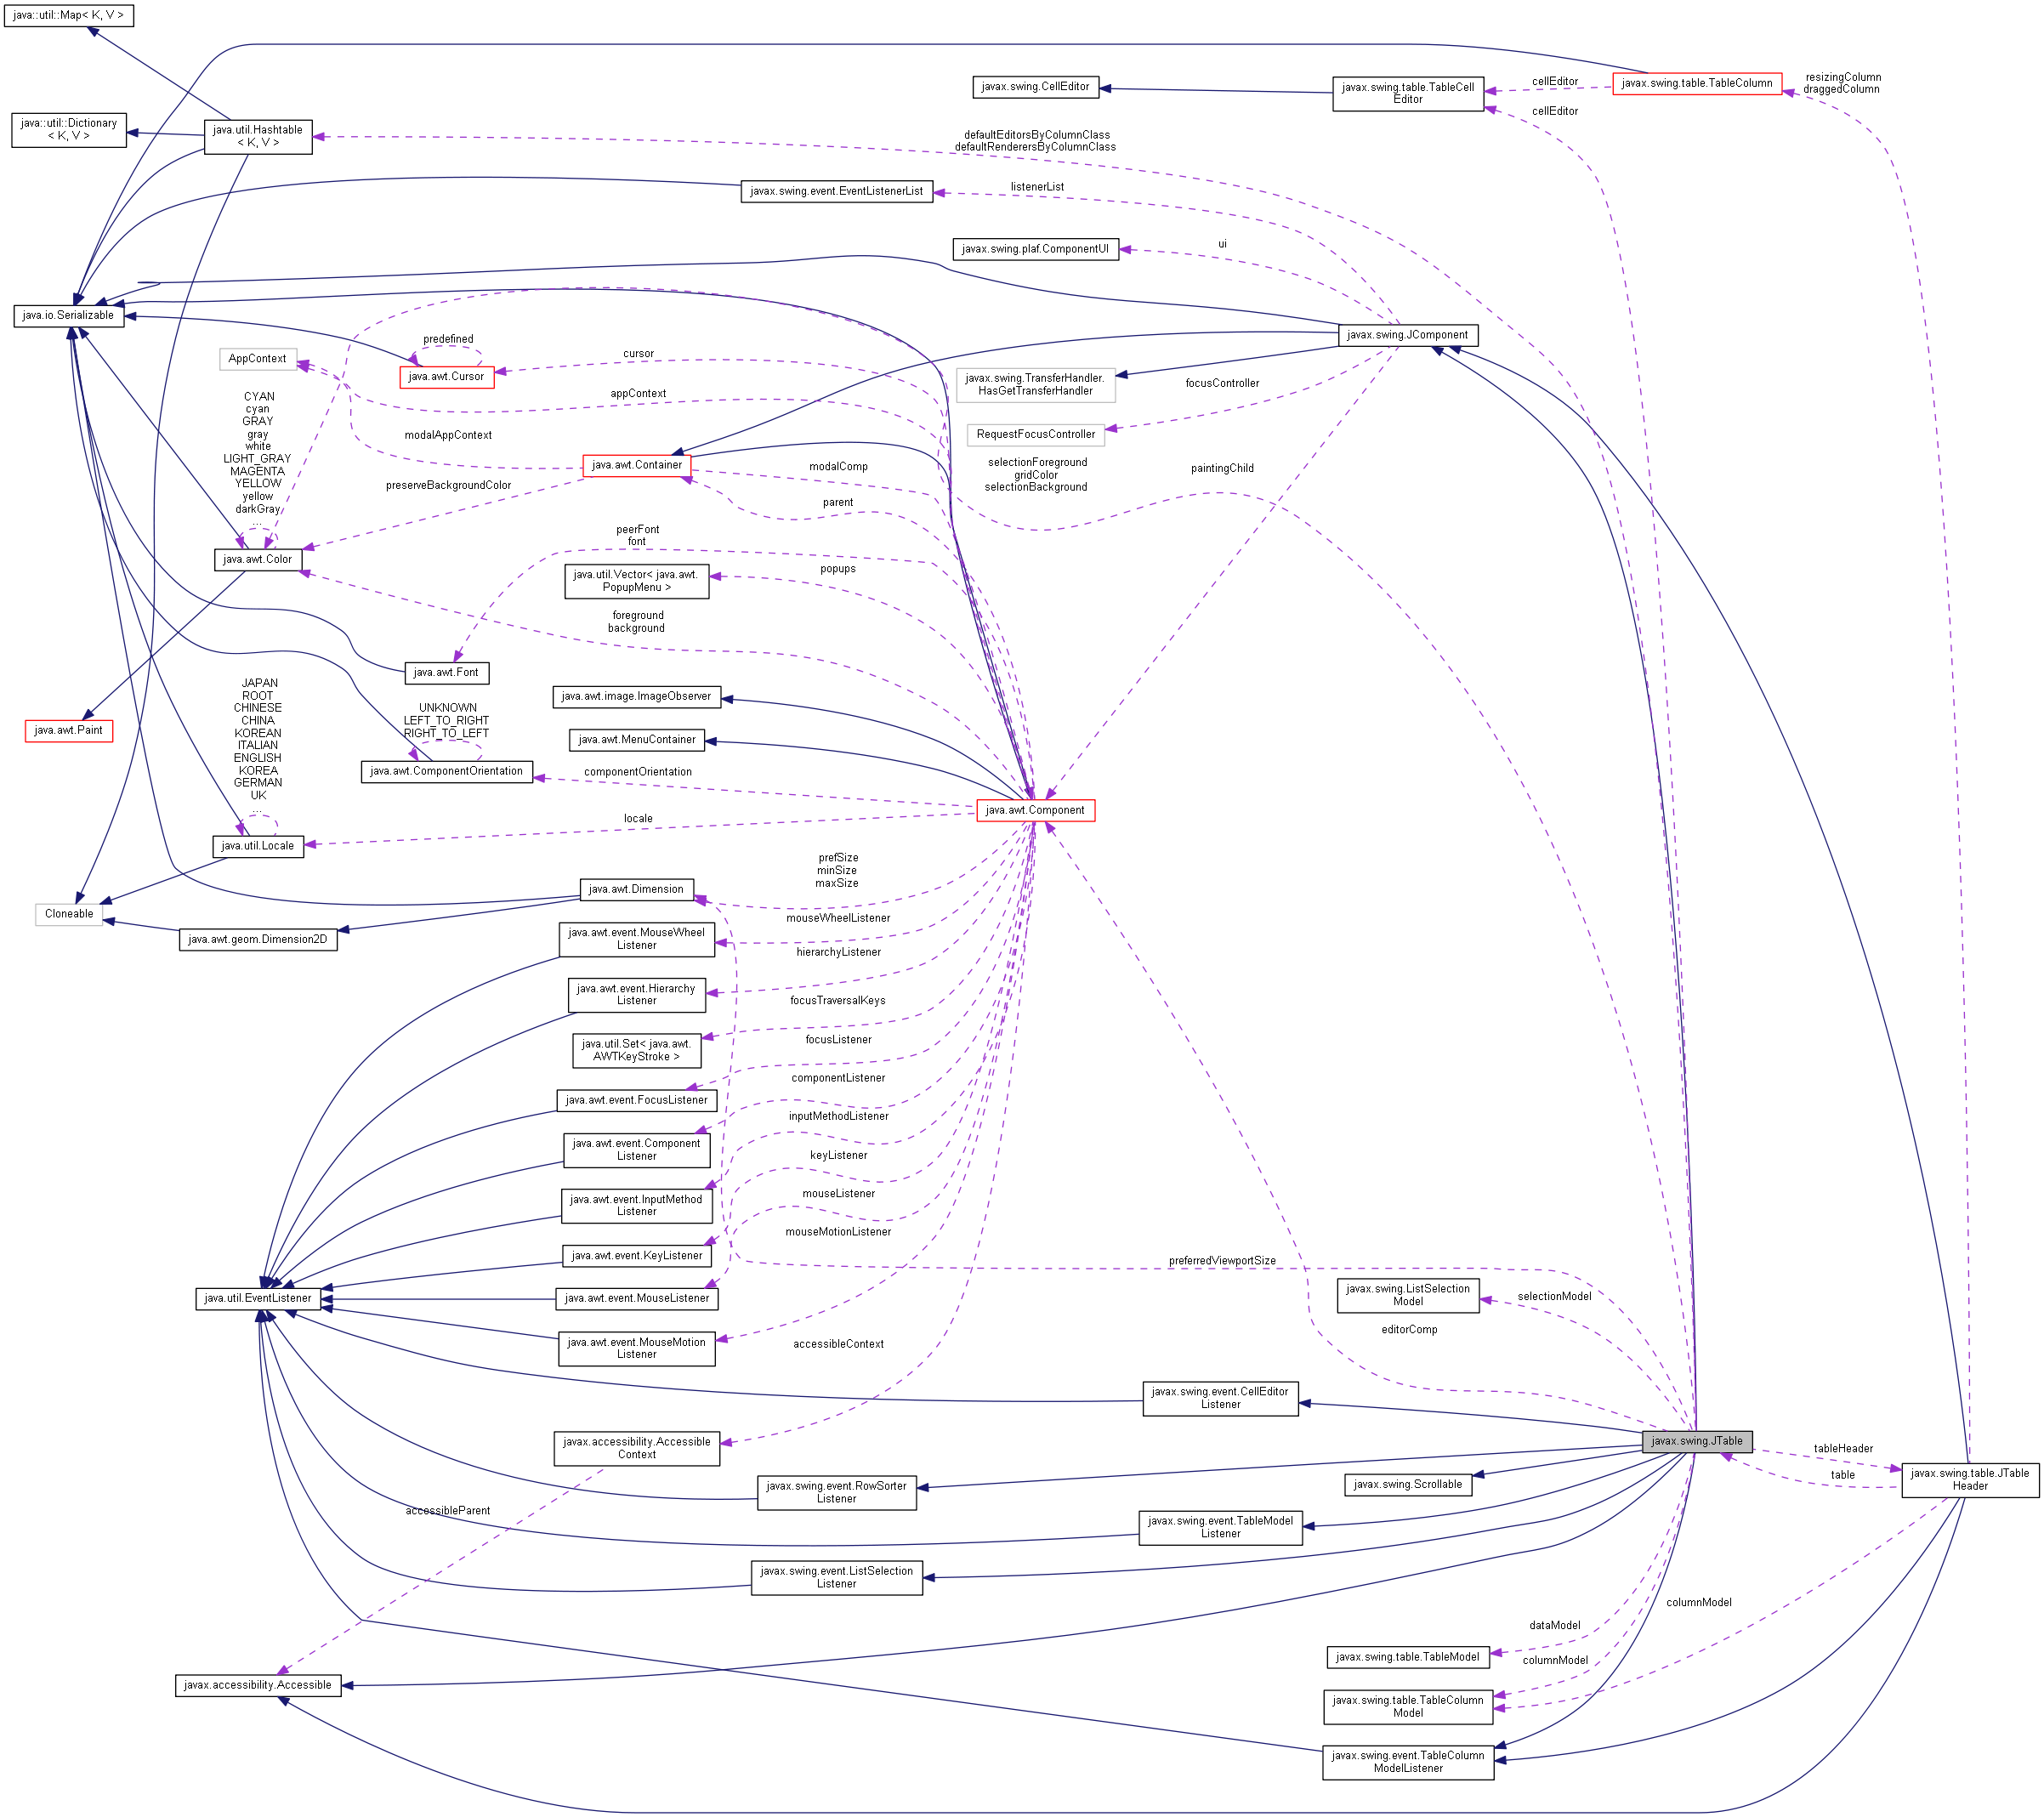 java::util::Map< K, V >
javax.swing.CellEditor
javax.swing.table.TableCell
Editor
cellEditor
javax.swing.table.TableColumn
resizingColumn
draggedColumn
cellEditor
java::util::Dictionary
< K, V >
java.util.Hashtable
< K, V >
defaultEditorsByColumnClass
defaultRenderersByColumnClass
javax.swing.event.EventListenerList
listenerList
javax.swing.plaf.ComponentUI
ui
java.io.Serializable
javax.swing.JComponent
AppContext
predefined
java.awt.Cursor
cursor
javax.swing.TransferHandler.
HasGetTransferHandler
focusController
appContext
RequestFocusController
CYAN
cyan
GRAY
gray
white
LIGHT_GRAY
MAGENTA
YELLOW
yellow
darkGray
...
modalAppContext
java.awt.Container
modalComp
selectionForeground
gridColor
selectionBackground
paintingChild
preserveBackgroundColor
parent
java.awt.Color
peerFont
font
java.util.Vector< java.awt.
PopupMenu >
popups
foreground
background
java.awt.Font
java.awt.image.ImageObserver
java.awt.Paint
JAPAN
ROOT
CHINESE
CHINA
KOREAN
ITALIAN
ENGLISH
KOREA
GERMAN
UK
...
UNKNOWN
LEFT_TO_RIGHT
RIGHT_TO_LEFT
java.awt.MenuContainer
java.awt.ComponentOrientation
componentOrientation
java.awt.Component
locale
java.util.Locale
prefSize
minSize
maxSize
java.awt.Dimension
Cloneable
java.awt.geom.Dimension2D
java.awt.event.MouseWheel
Listener
mouseWheelListener
hierarchyListener
java.awt.event.Hierarchy
Listener
focusTraversalKeys
java.util.Set< java.awt.
AWTKeyStroke >
focusListener
java.awt.event.FocusListener
componentListener
java.awt.event.Component
Listener
inputMethodListener
java.awt.event.InputMethod
Listener
keyListener
java.awt.event.KeyListener
mouseListener
java.util.EventListener
java.awt.event.MouseListener
mouseMotionListener
java.awt.event.MouseMotion
Listener
preferredViewportSize
javax.swing.ListSelection
Model
selectionModel
editorComp
accessibleContext
javax.swing.event.CellEditor
Listener
javax.accessibility.Accessible
Context
javax.swing.JTable
tableHeader
table
javax.swing.table.JTable
Header
javax.swing.event.RowSorter
Listener
javax.swing.Scrollable
accessibleParent
javax.swing.event.TableModel
Listener
javax.swing.event.ListSelection
Listener
columnModel
dataModel
javax.swing.table.TableModel
columnModel
javax.accessibility.Accessible
javax.swing.table.TableColumn
Model
javax.swing.event.TableColumn
ModelListener